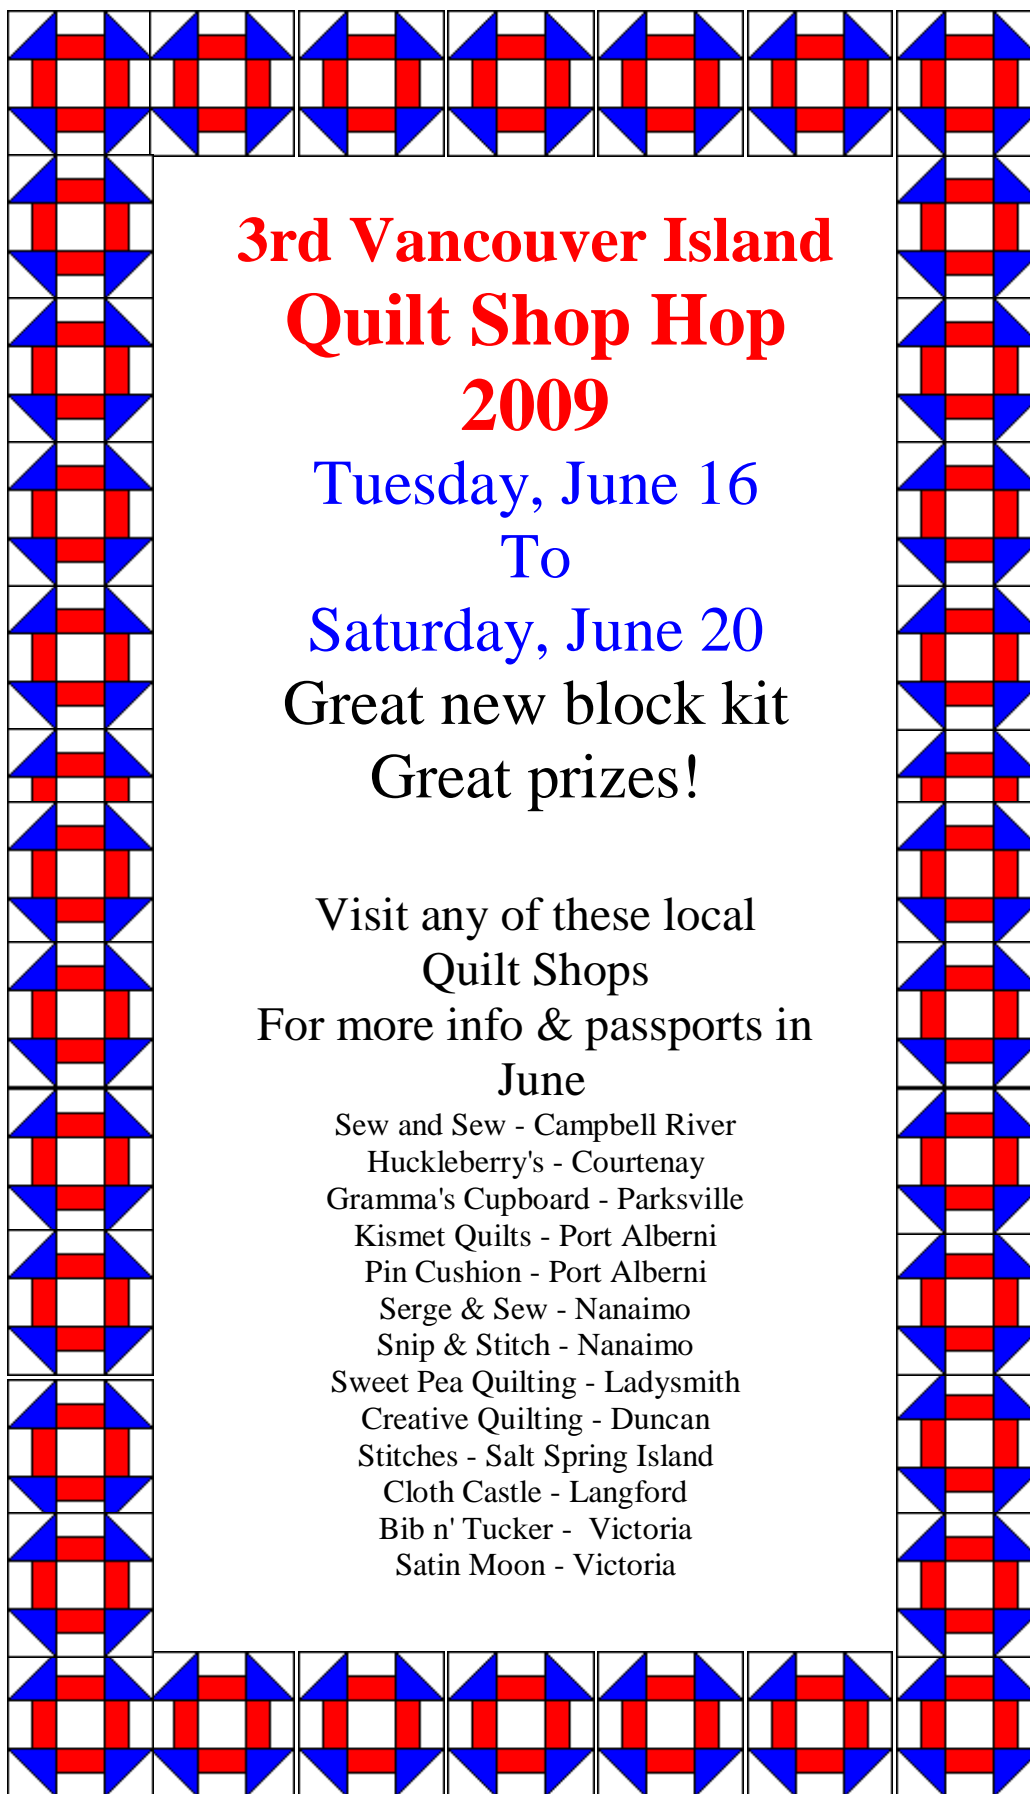 3rd Vancouver Island
Quilt Shop Hop
2009
Tuesday, June 16
To
Saturday, June 20
Great new block kit
Great prizes!
Visit any of these local
Quilt Shops
For more info & passports in
June
Sew and Sew - Campbell River
Huckleberry's - Courtenay
Gramma's Cupboard - Parksville
Kismet Quilts - Port Alberni
Pin Cushion - Port Alberni
Serge & Sew - Nanaimo
Snip & Stitch - Nanaimo
Sweet Pea Quilting - Ladysmith
Creative Quilting - Duncan
Stitches - Salt Spring Island
Cloth Castle - Langford
Bib n' Tucker -  Victoria
Satin Moon - Victoria